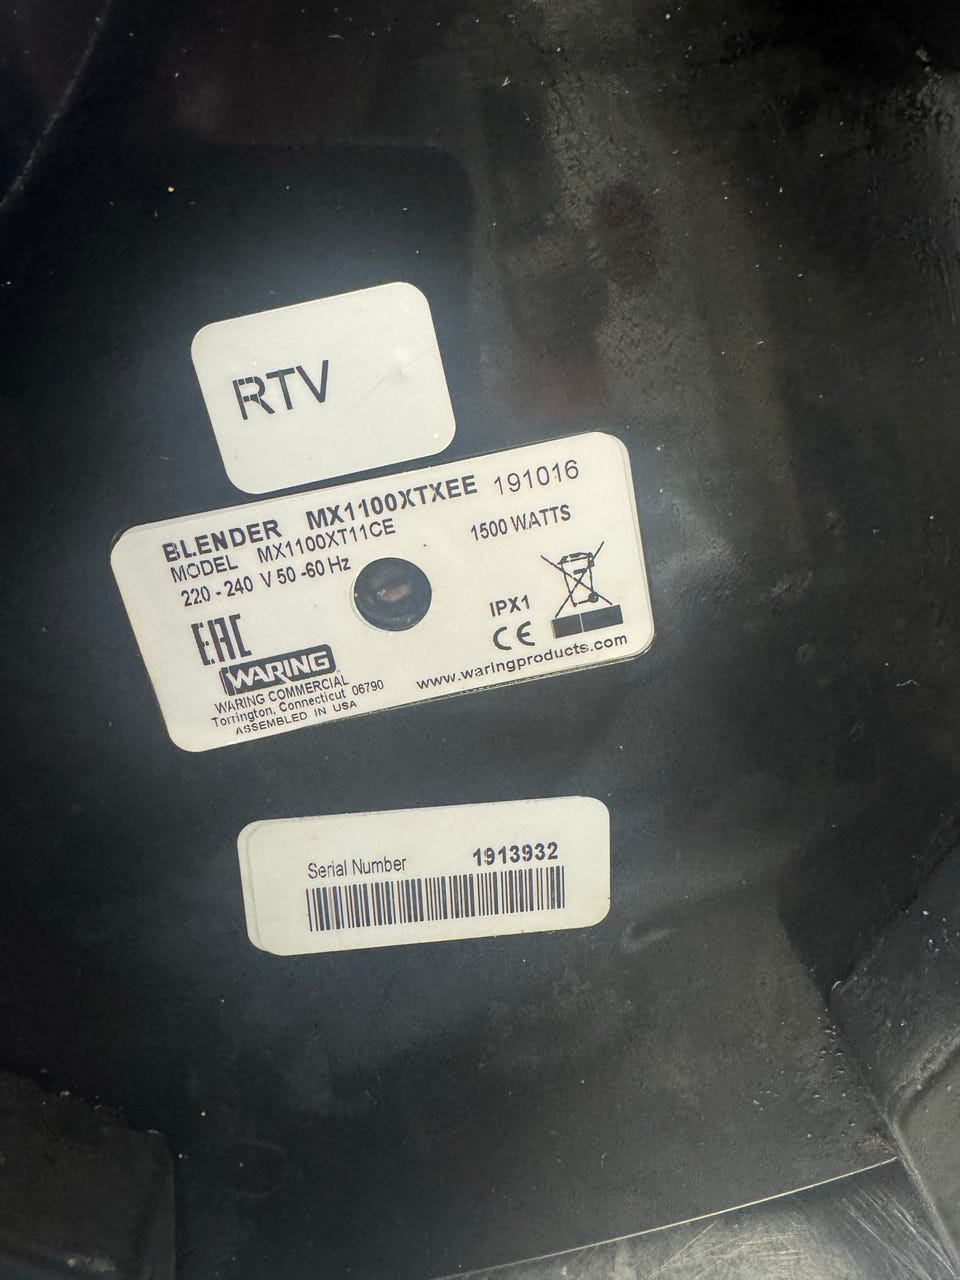 RTV
BLENDER MX1100XTXEE 191016
MODEL MX1100XT11CE 1500 WATTS
220 - 240 V 50 -60 Hz
IPX1
EAC CE
WARING
WARING COMMERCIAL
Torrington, Connecticut 06790 www.waringproducts.com
ASSEMBLED IN USA
Serial Number 1913932